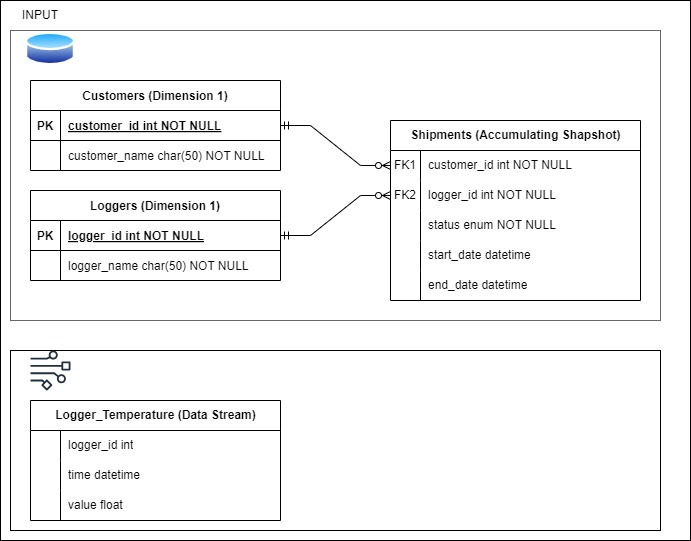 INPUT
Customers (Dimension 1)
PK customer_id int NOT NULL
customer_name char(50) NOT NULL
Loggers (Dimension 1)
PK logger_id int NOT NULL
logger_name char(50) NOT NULL
Shipments (Accumulating Shapshot)
FK1 customer_id int NOT NULL
FK2 logger_id int NOT NULL
status enum NOT NULL
start_date datetime
end_date datetime
Logger_Temperature (Data Stream)
logger_id int
time datetime
value float